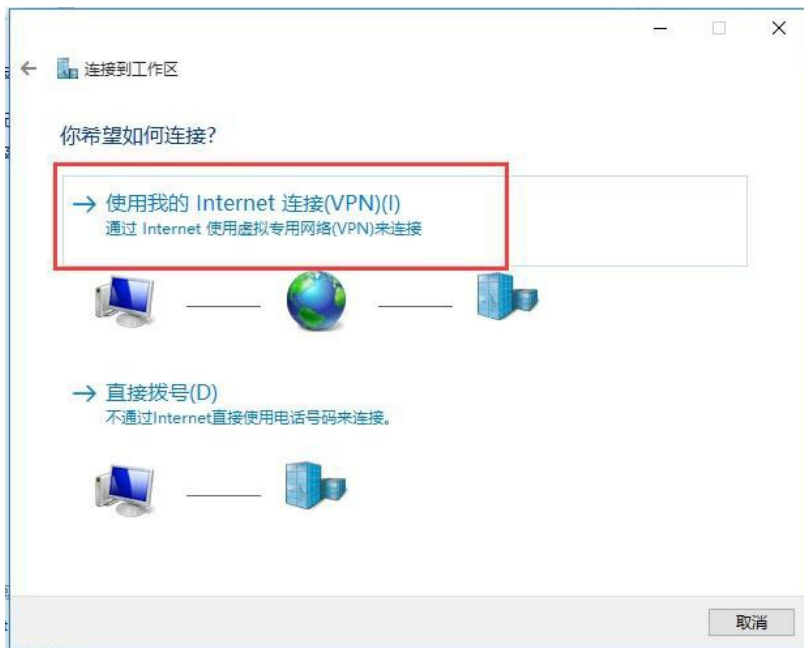 连接到工作区
你希望如何连接?
使用我的 Internet 连接(VPN)(I)
通过 Internet 使用虚拟专用网络(VPN)来连接
直接拨号(D)
不通过Internet直接使用电话号码来连接。
取消